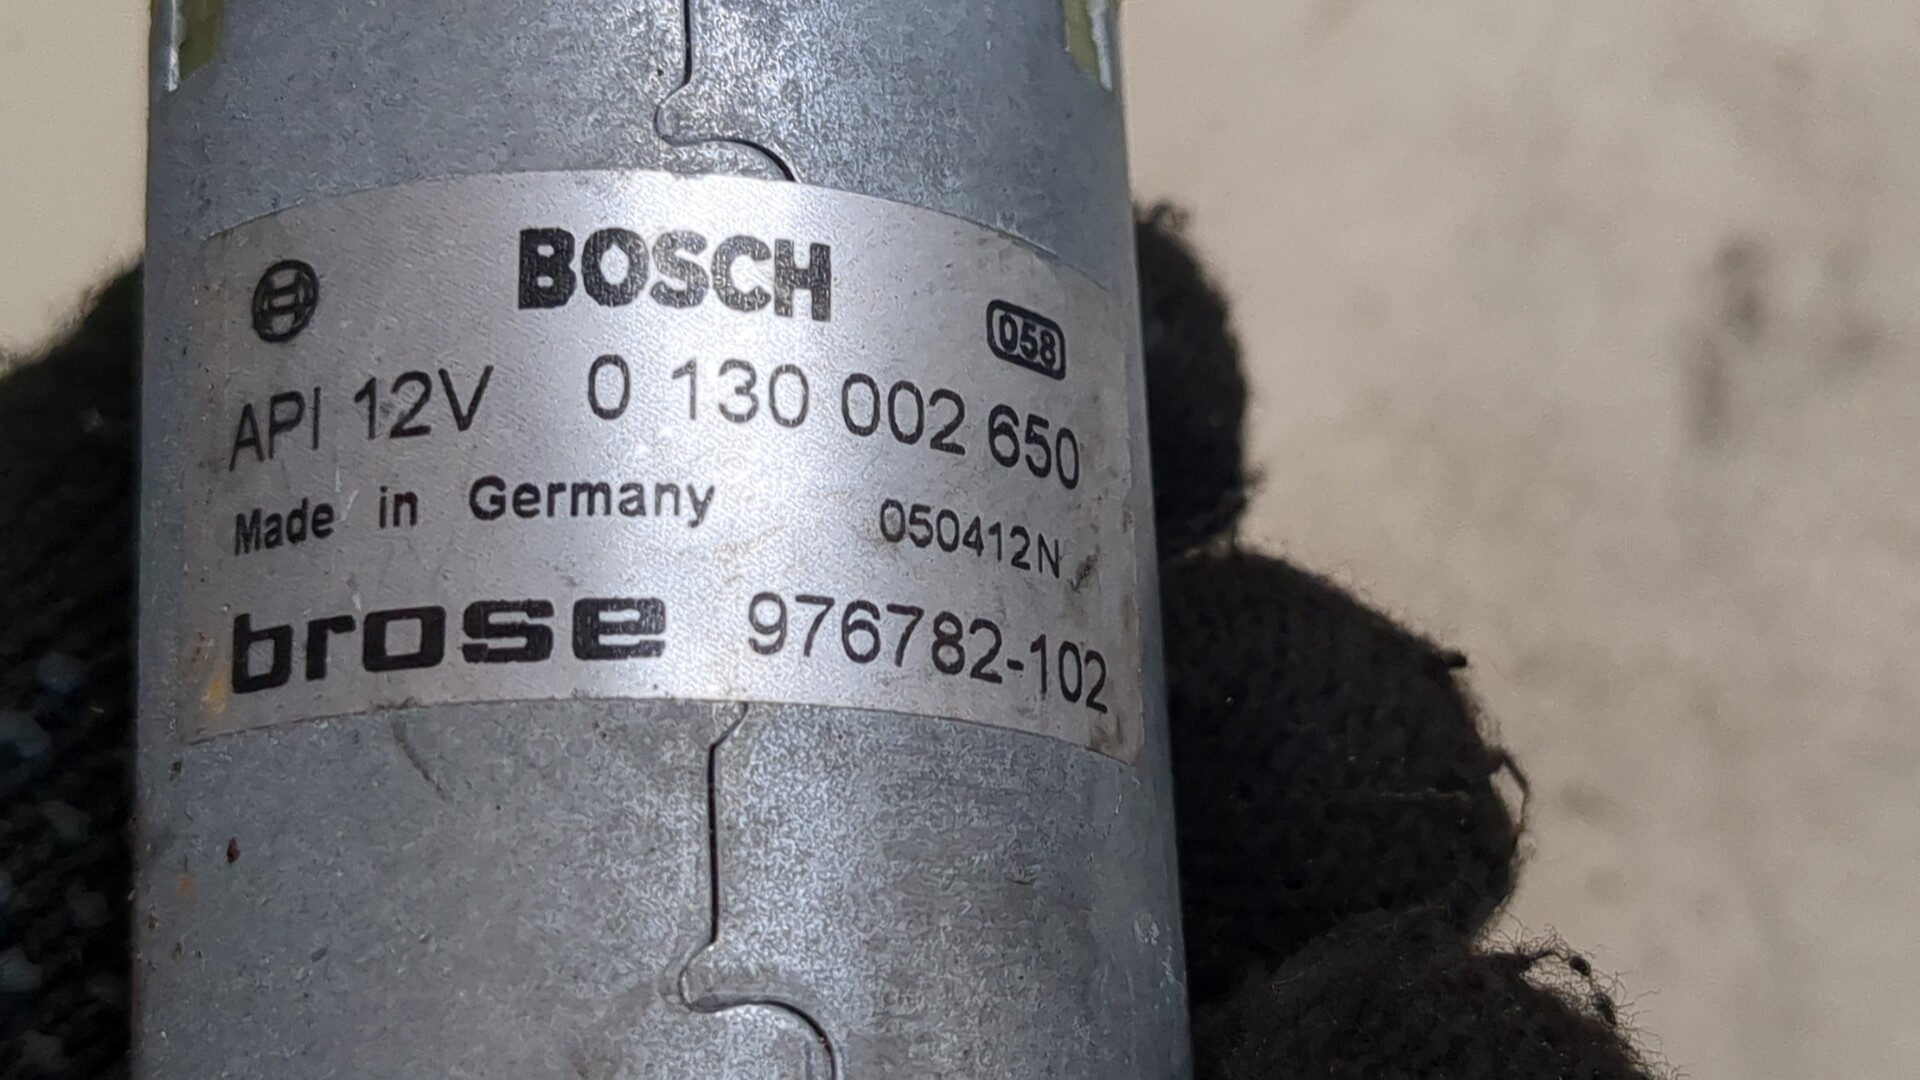 BOSCH
058
API 12V 0 130 002 650
Made in Germany 050412N
brose 976782-102